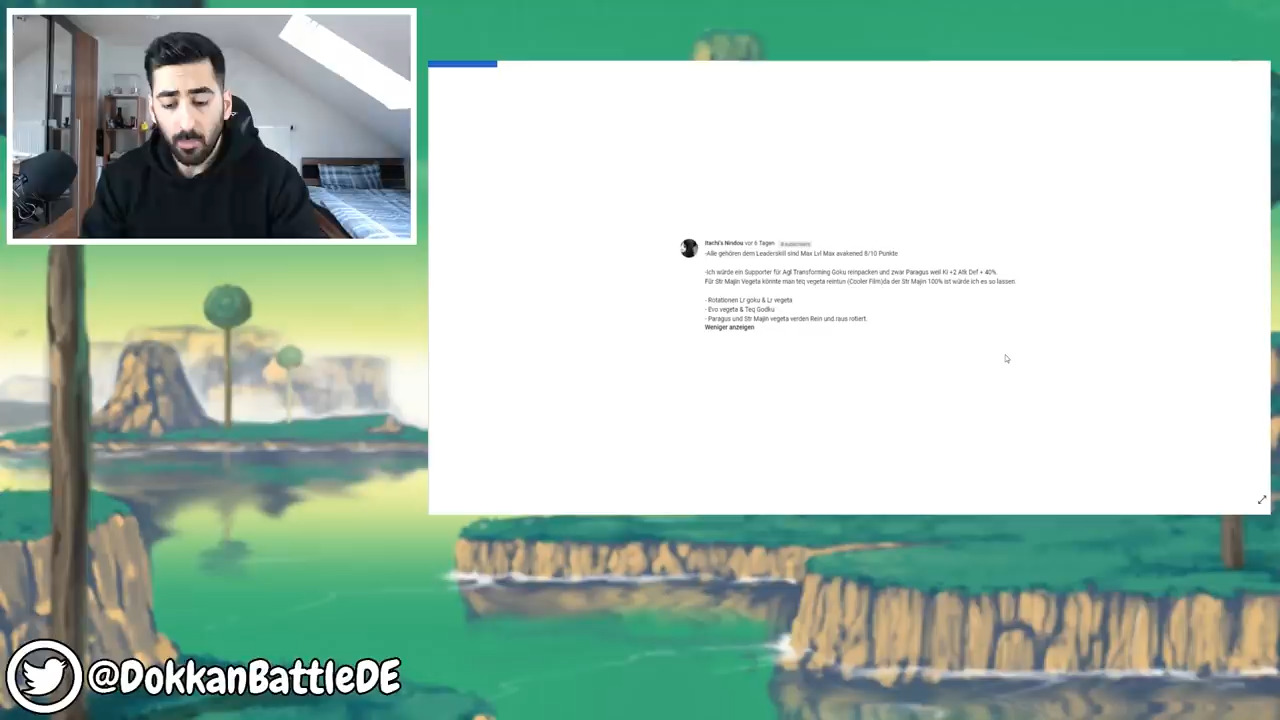 Itachi's Nindou vor 6 Tagen
-Alle gehören dem Leaderskill sind Max Lvl Max avakened 8/10 Punkte
-Ich würde ein Supporter für Agl Transforming Goku reinpacken und zwar Paragus weil Ki +2 Atk Def + 40%.
Für Str Majin Vegeta könnte man teq vegeta reintun (Cooler Film)da der Str Majin 100% ist würde ich es so lassen
- Rotationen Lr goku & Lr vegeta
- Evo vegeta & Teq Godku
- Paragus und Str Majin vegeta verden Rein und raus rotiert.
Weniger anzeigen
@DokkanBattleDE